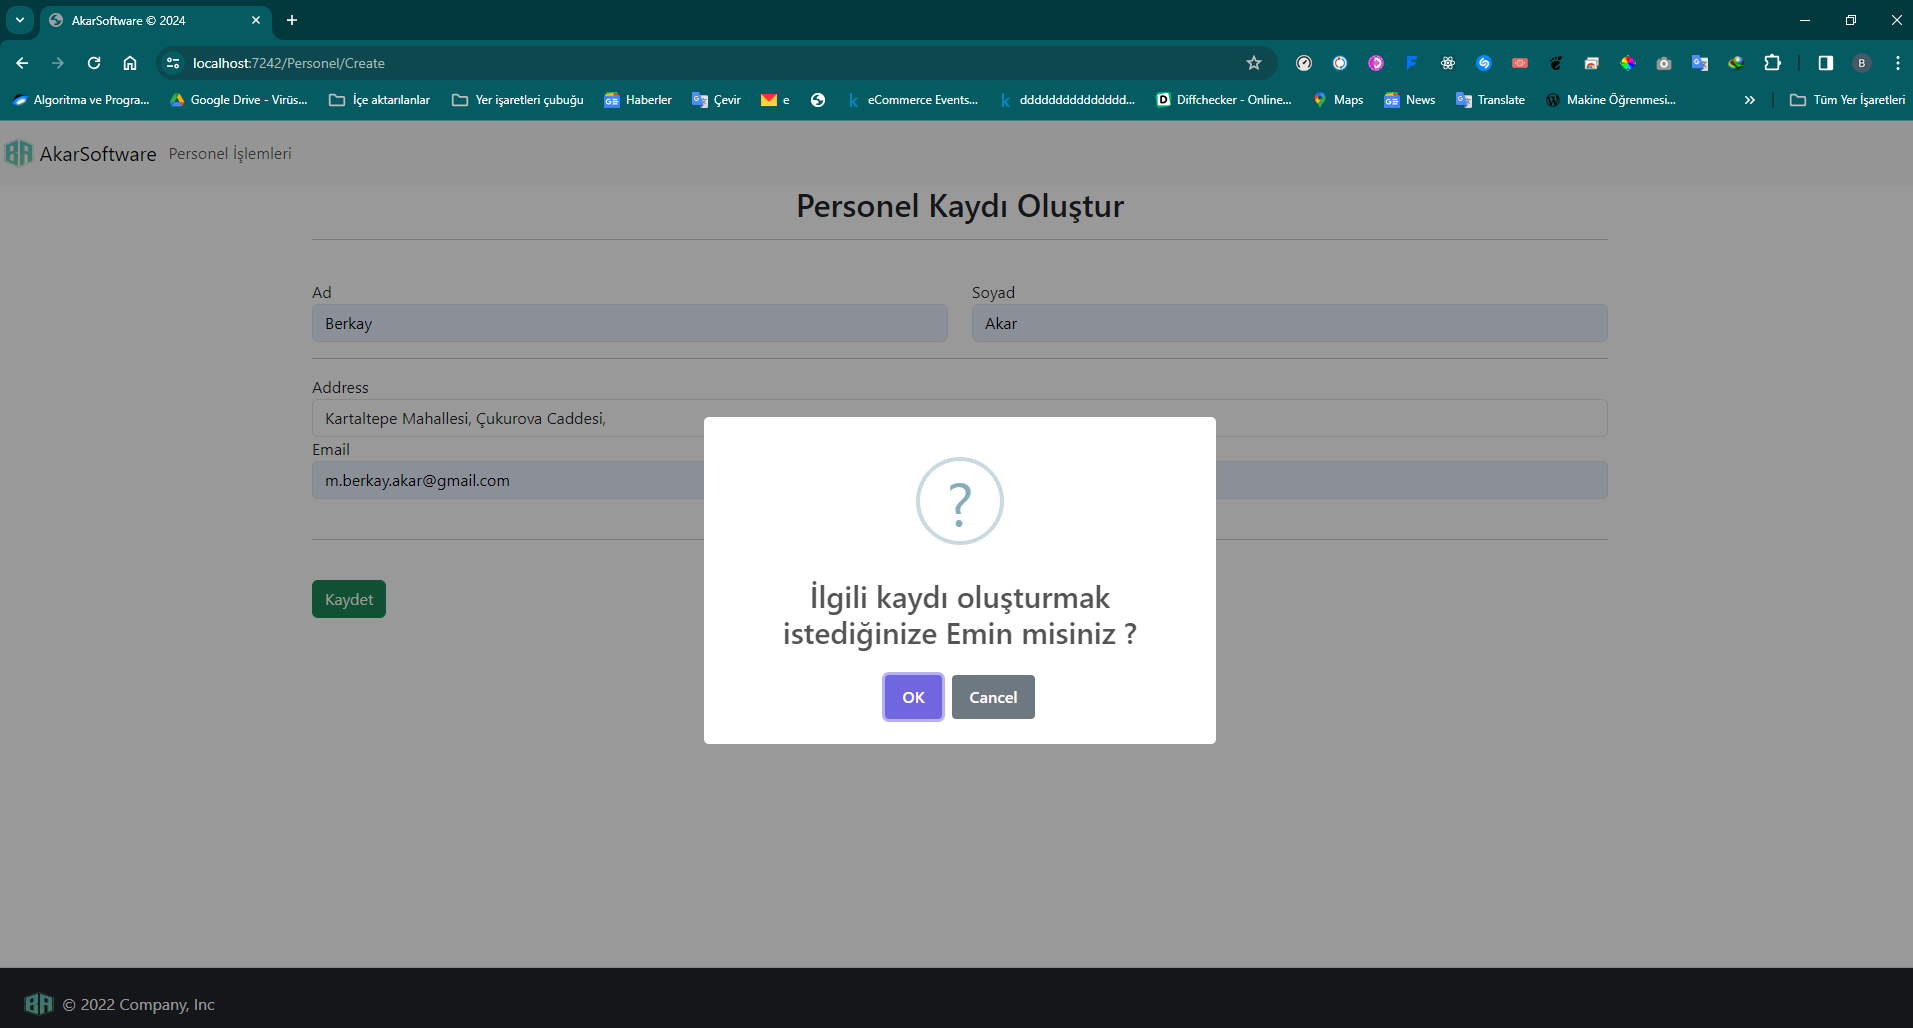 AkarSoftware © 2024
localhost:7242/Personel/Create
B
Algoritma ve Progra...
Google Drive - Virüs...
İçe aktarılanlar
Yer işaretleri çubuğu
Haberler
Çevir
e
eCommerce Events...
ddddddddddddddd...
Diffchecker - Online...
Maps
News
Translate
Makine Öğrenmesi...
Tüm Yer İşaretleri
BA AkarSoftware Personel İşlemleri
Personel Kaydı Oluştur
Ad
Soyad
Berkay
Akar
Address
Kartaltepe Mahallesi, Çukurova Caddesi,
Email
m.berkay.akar@gmail.com
?
İlgili kaydı oluşturmak
istediğinize Emin misiniz ?
Kaydet
OK
Cancel
BA © 2022 Company, Inc